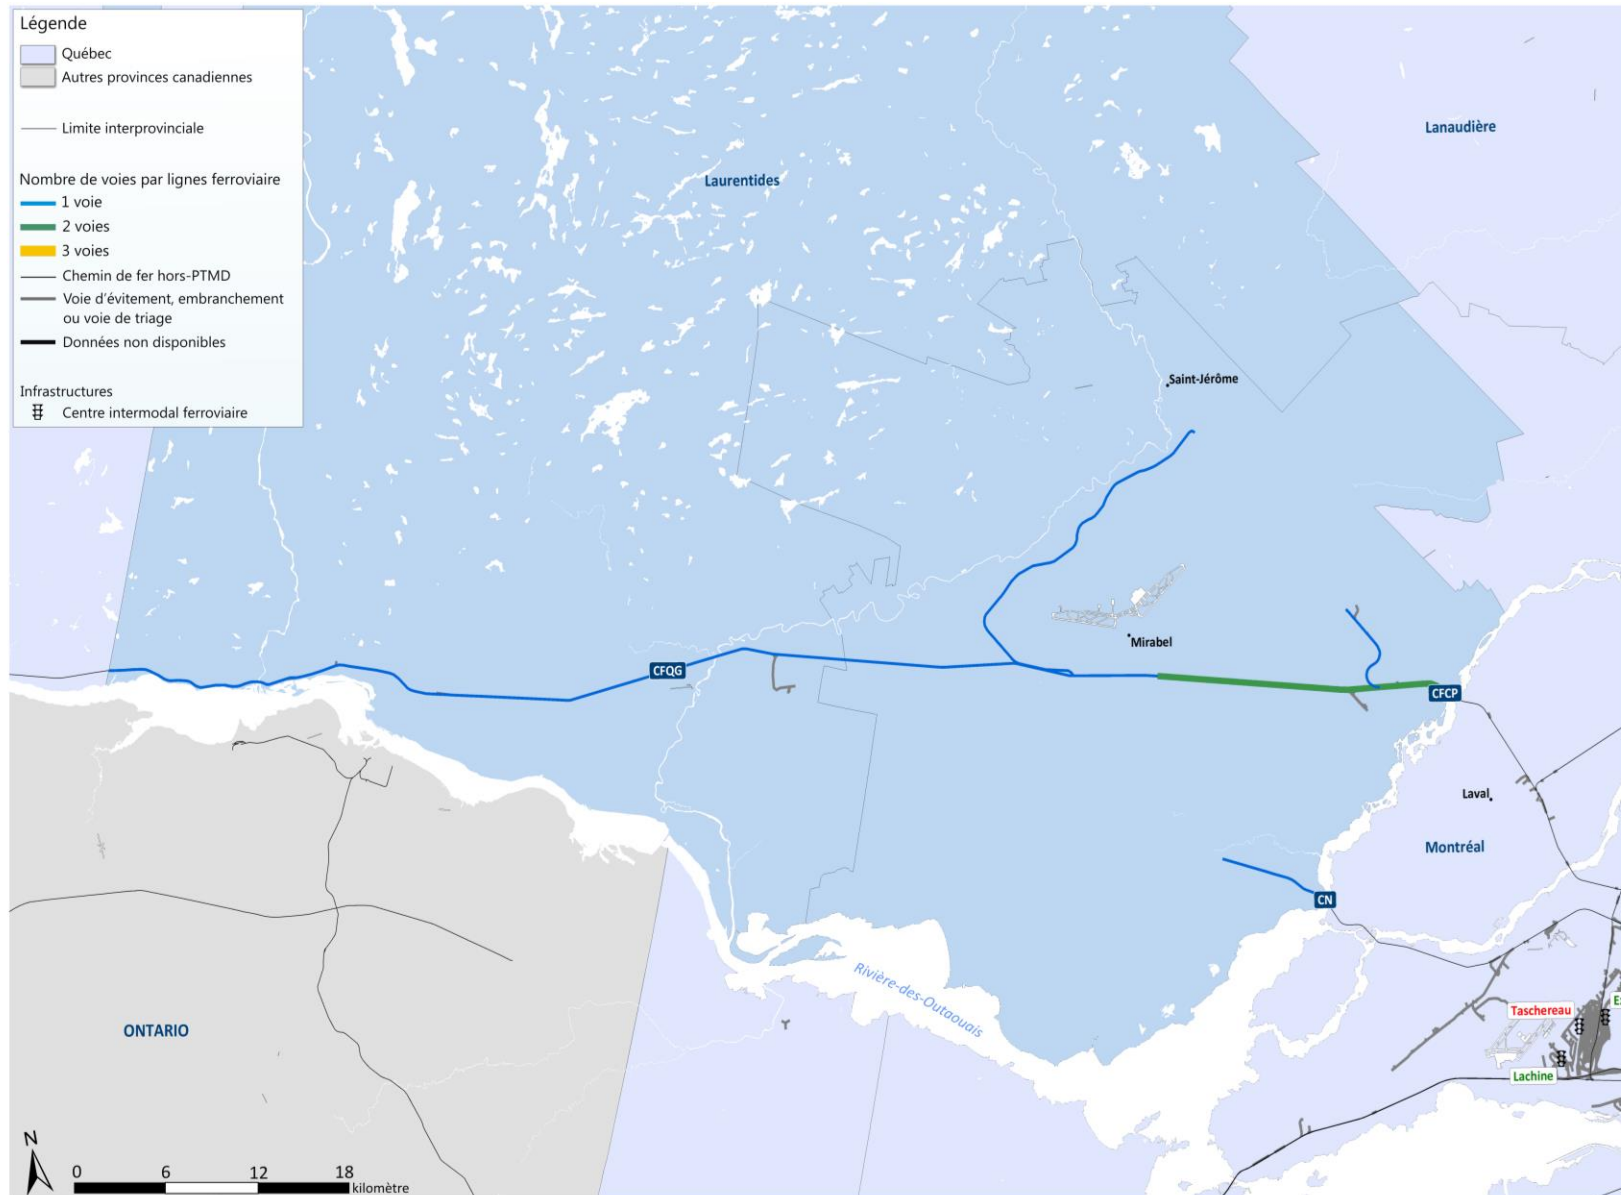 Légende
Québec
Autres provinces canadiennes
Limite interprovinciale
Nombre de voies par lignes ferroviaire
1 voie
2 voies
3 voies
Chemin de fer hors-PTMD
Voie d'évitement, embranchement
ou voie de triage
Données non disponibles
Infrastructures
Centre intermodal ferroviaire
Lanaudière
Laurentides
Saint-Jérôme
Mirabel
CFQG
CFCP
Laval
Montréal
CN
Rivière-des-Outaouais
ONTARIO
Taschereau
Lachine
N
0 6 12 18
kilomètre